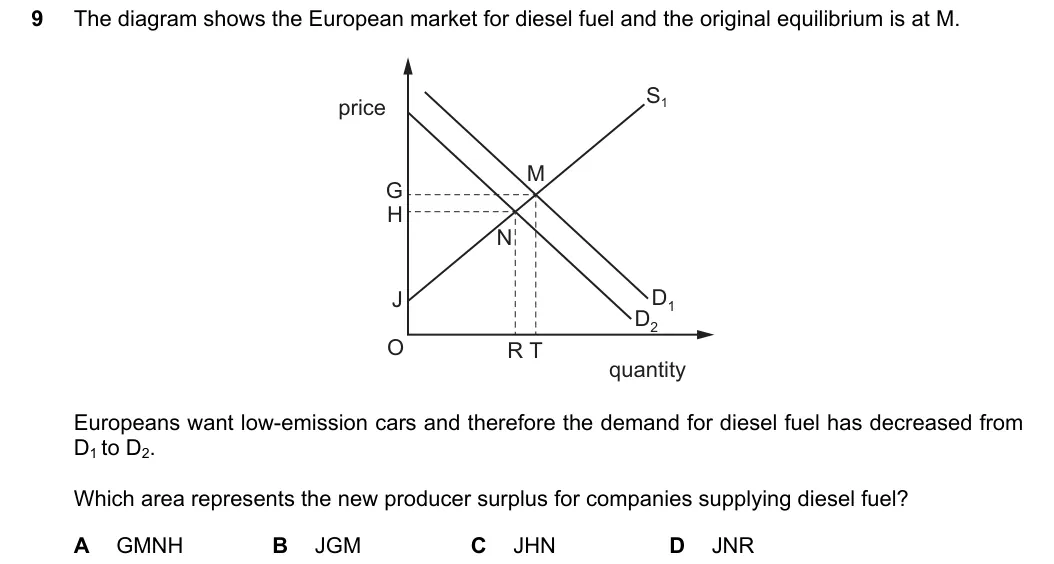 9 The diagram shows the European market for diesel fuel and the original equilibrium is at M.
price
S₁
M
G
H
N
J
D₁
D₂
O
R T
quantity
Europeans want low-emission cars and therefore the demand for diesel fuel has decreased from
D₁ to D₂.
Which area represents the new producer surplus for companies supplying diesel fuel?
A GMNH B JGM C JHN D JNR